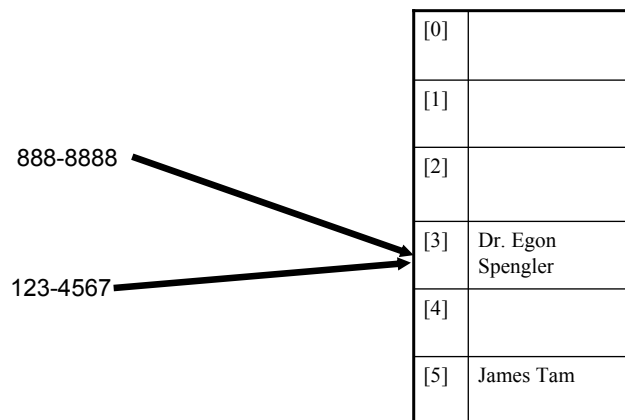 [0]
[1]
888-8888
[2]
[3] Dr. Egon
Spengler
123-4567
[4]
[5] James Tam